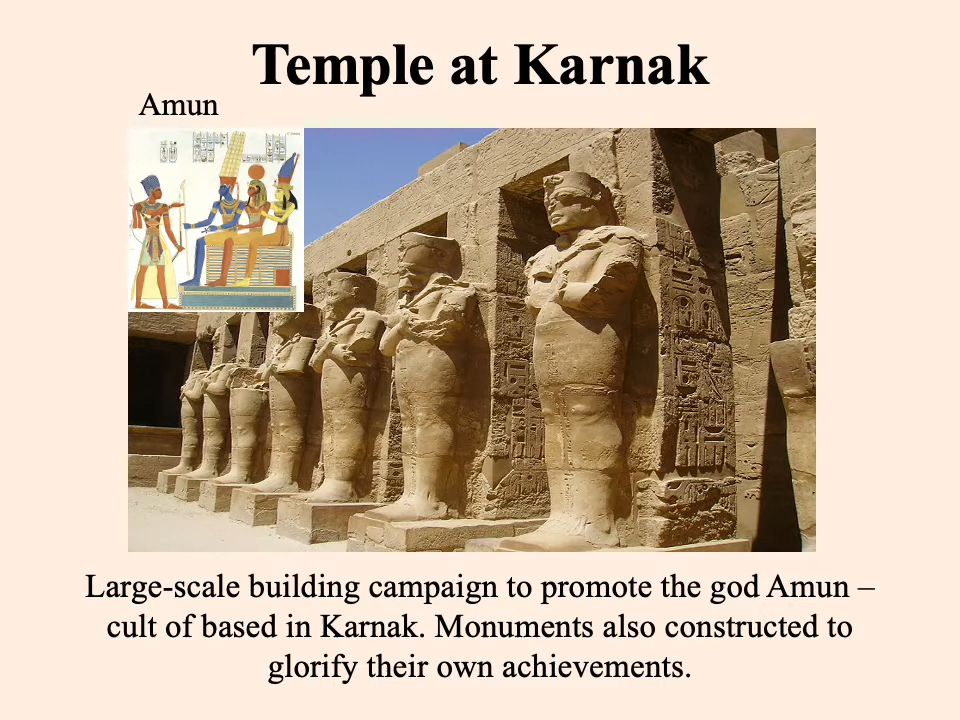 Temple at Karnak
Amun
Large-scale building campaign to promote the god Amun –
cult of based in Karnak. Monuments also constructed to
glorify their own achievements.